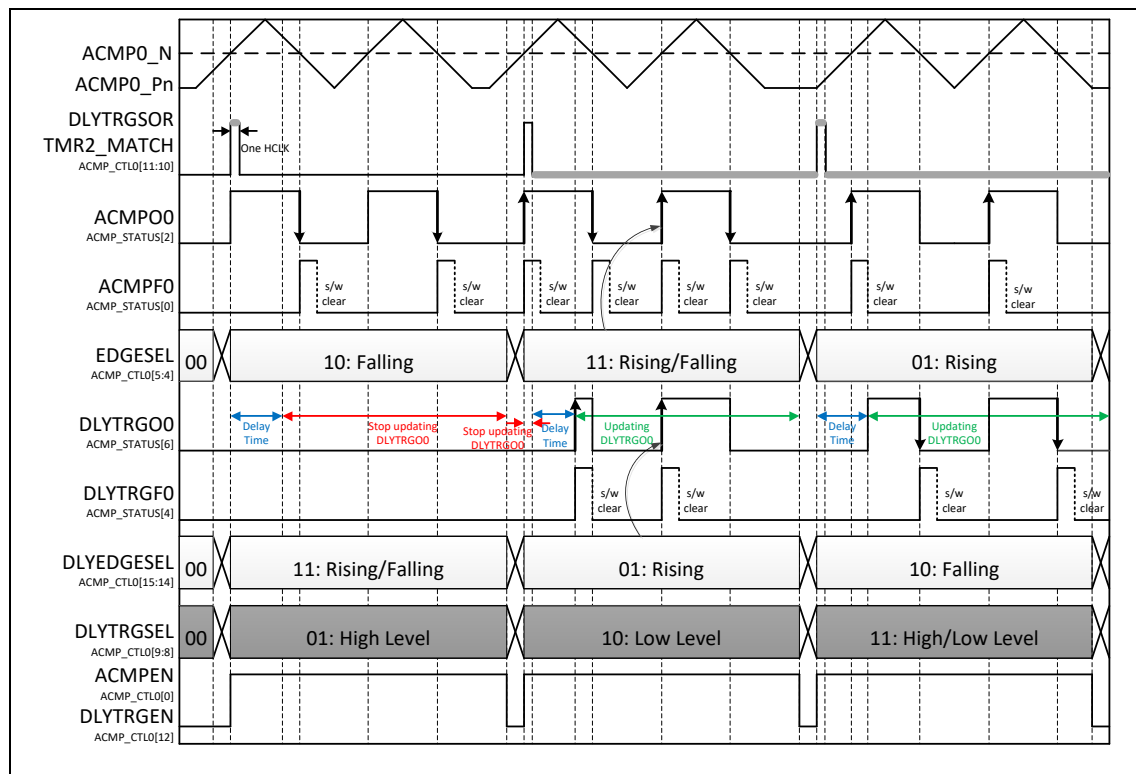 ACMP0_N
ACMP0_Pn
DLYTRGSOR
TMR2_MATCH
ACMP_CTL0[11:10]
One HCLK
ACMPO0
ACMP_STATUS[2]
ACMPF0
ACMP_STATUS[0]
s/w clear
s/w clear
s/w clear
s/w clear
s/w clear
s/w clear
s/w clear
s/w clear
EDGESEL
ACMP_CTL0[5:4]
00
10: Falling
11: Rising/Falling
01: Rising
DLYTRGO0
ACMP_STATUS[6]
Delay Time
Stop updating DLYTRGO0
Stop updating DLYTRGO0
Delay Time
Updating DLYTRGO0
Delay Time
Updating DLYTRGO0
DLYTRGF0
ACMP_STATUS[4]
s/w clear
s/w clear
s/w clear
s/w clear
DLYEDGESEL
ACMP_CTL0[15:14]
00
11: Rising/Falling
01: Rising
10: Falling
DLYTRGSEL
ACMP_CTL0[9:8]
00
01: High Level
10: Low Level
11: High/Low Level
ACMPEN
ACMP_CTL0[0]
DLYTRGEN
ACMP_CTL0[12]